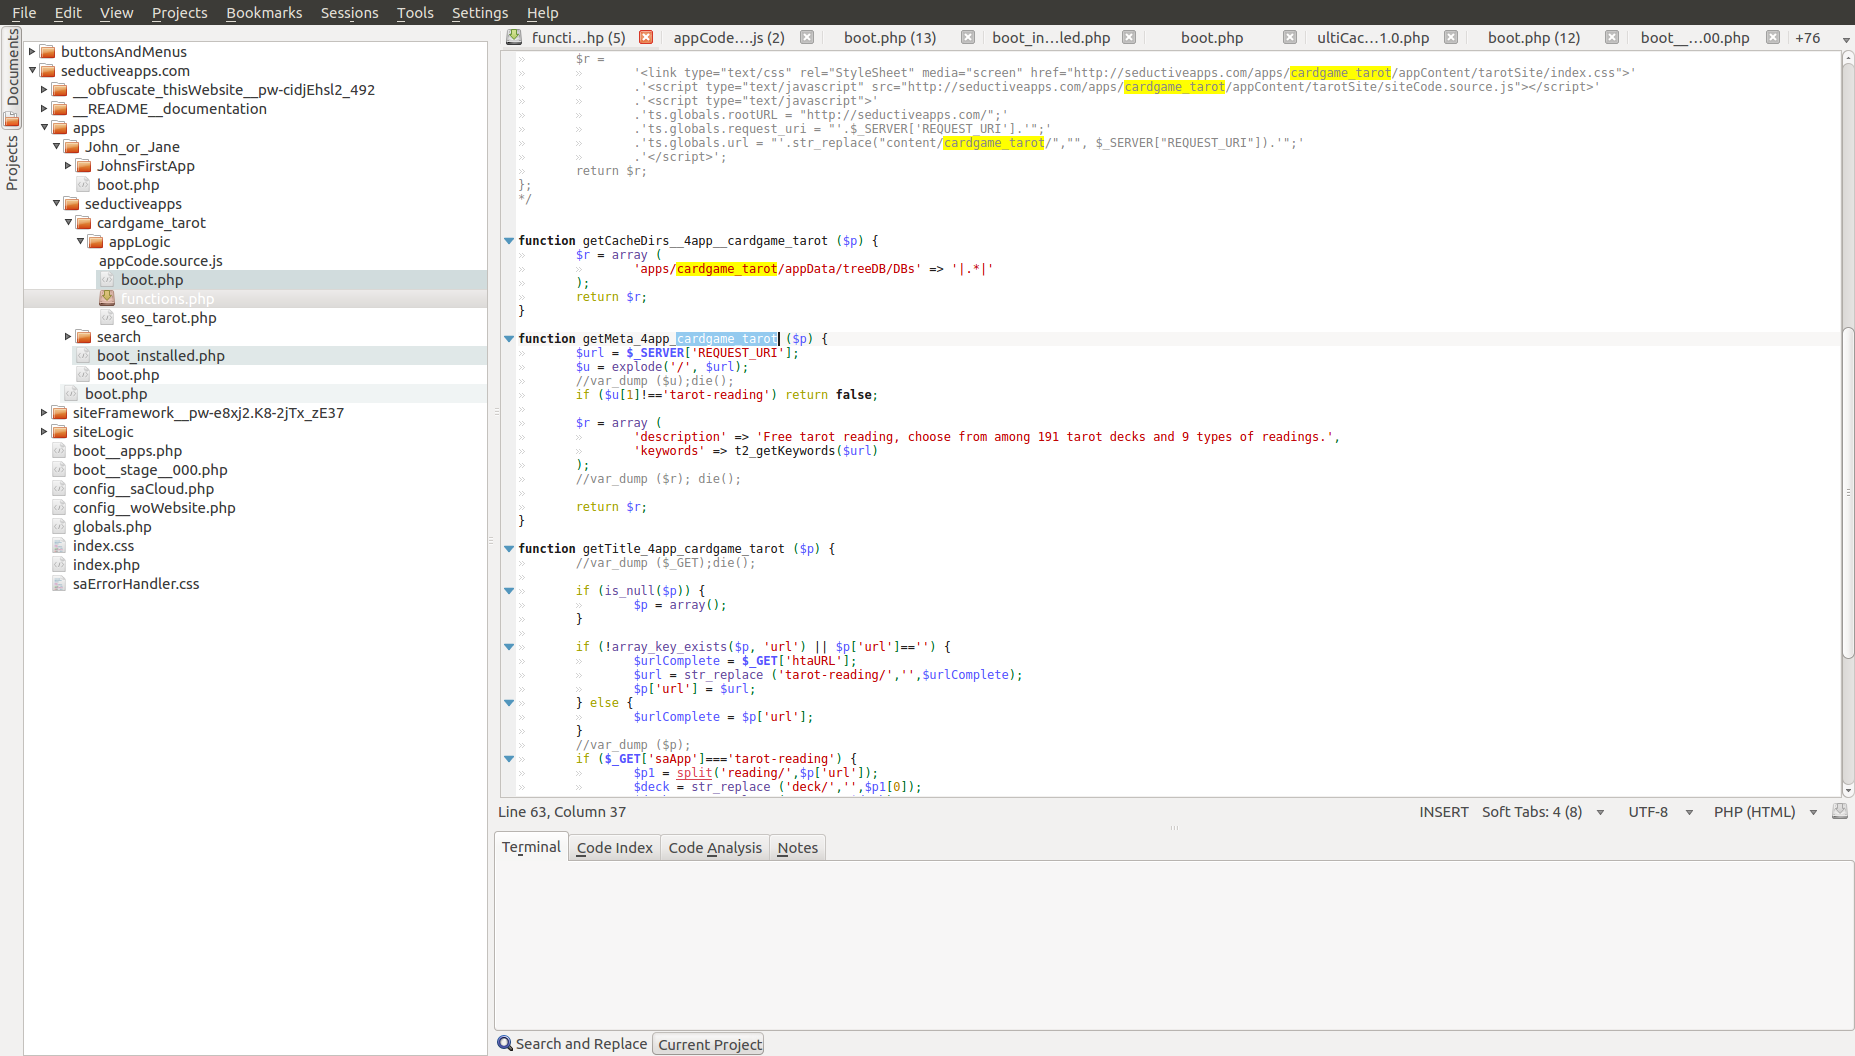 File Edit View Projects Bookmarks Sessions Tools Settings Help
Documents
Projects
buttonsAndMenus
seductiveapps.com
__obfuscate_thisWebsite__pw-cidjEhsl2_492
__README__documentation
apps
John_or_Jane
JohnsFirstApp
boot.php
seductiveapps
cardgame_tarot
appLogic
appCode.source.js
boot.php
functions.php
seo_tarot.php
search
boot_installed.php
boot.php
boot.php
siteFramework__pw-e8xj2.K8-2jTx_zE37
siteLogic
boot__apps.php
boot__stage__000.php
config__saCloud.php
config__woWebsite.php
globals.php
index.css
index.php
saErrorHandler.css
functi...hp (5) appCode....js (2) boot.php (13) boot_in...led.php boot.php ultiCac...1.0.php boot.php (12) boot__...00.php +76
$r =
'<link type="text/css" rel="StyleSheet" media="screen" href="http://seductiveapps.com/apps/cardgame_tarot/appContent/tarotSite/index.css">'
.'<script type="text/javascript" src="http://seductiveapps.com/apps/cardgame_tarot/appContent/tarotSite/siteCode.source.js"></script>'
.'<script type="text/javascript">'
.'ts.globals.rootURL = "http://seductiveapps.com/";'
.'ts.globals.request_uri = "'.$_SERVER['REQUEST_URI'].'";'
.'ts.globals.url = "'.str_replace("content/cardgame_tarot/","", $_SERVER["REQUEST_URI"]).'";'
.'</script>';
return $r;
};
*/
function getCacheDirs__4app__cardgame_tarot ($p) {
$r = array (
'apps/cardgame_tarot/appData/treeDB/DBs' => '|.*|'
);
return $r;
}
function getMeta_4app_cardgame_tarot ($p) {
$url = $_SERVER['REQUEST_URI'];
$u = explode('/', $url);
//var_dump ($u);die();
if ($u[1]!=='tarot-reading') return false;
$r = array (
'description' => 'Free tarot reading, choose from among 191 tarot decks and 9 types of readings.',
'keywords' => t2_getKeywords($url)
);
//var_dump ($r); die();
return $r;
}
function getTitle_4app_cardgame_tarot ($p) {
//var_dump ($_GET);die();
if (is_null($p)) {
$p = array();
}
if (!array_key_exists($p, 'url') || $p['url']=='') {
$urlComplete = $_GET['htaURL'];
$url = str_replace ('tarot-reading/','',$urlComplete);
$p['url'] = $url;
} else {
$urlComplete = $p['url'];
}
//var_dump ($p);
if ($_GET['saApp']==='tarot-reading') {
$p1 = split('reading/',$p['url']);
$deck = str_replace ('deck/','',$p1[0]);
Line 63, Column 37 INSERT Soft Tabs: 4 (8) UTF-8 PHP (HTML)
Terminal Code Index Code Analysis Notes
Search and Replace Current Project